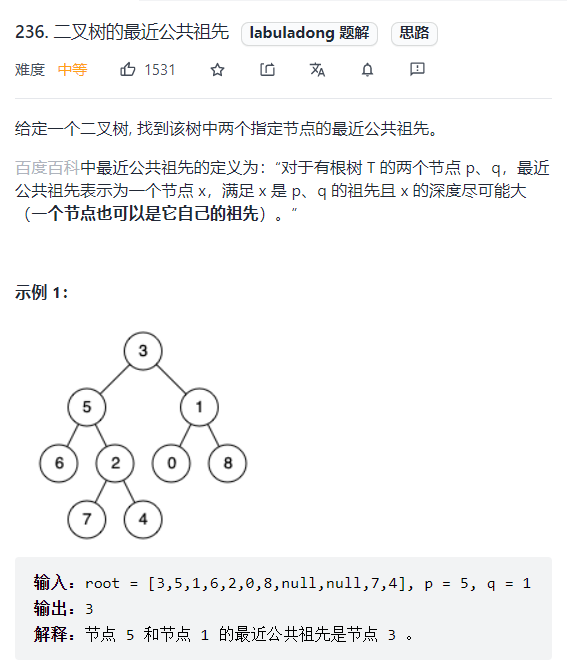 236. 二叉树的最近公共祖先 labuladong 题解 思路
难度 中等 1531
给定一个二叉树, 找到该树中两个指定节点的最近公共祖先。
百度百科中最近公共祖先的定义为：“对于有根树 T 的两个节点 p、q，最近
公共祖先表示为一个节点 x，满足 x 是 p、q 的祖先且 x 的深度尽可能大
（一个节点也可以是它自己的祖先）。”
示例 1：
3
5 1
6 2 0 8
7 4
输入：root = [3,5,1,6,2,0,8,null,null,7,4], p = 5, q = 1
输出：3
解释：节点 5 和节点 1 的最近公共祖先是节点 3 。